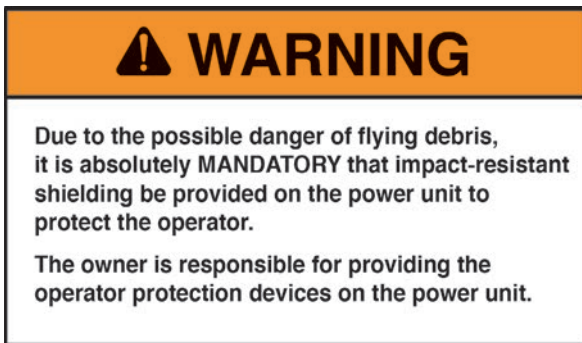 WARNING
Due to the possible danger of flying debris,
it is absolutely MANDATORY that impact-resistant
shielding be provided on the power unit to
protect the operator.
The owner is responsible for providing the
operator protection devices on the power unit.